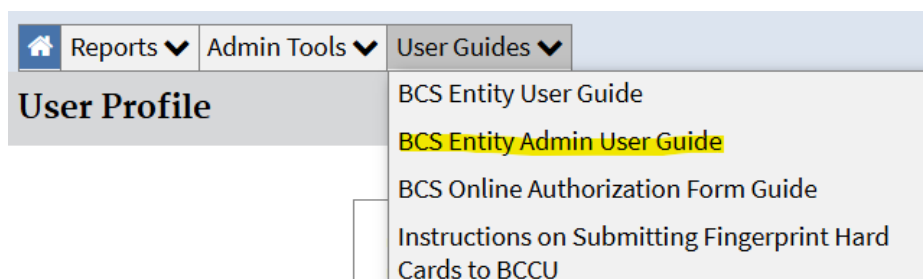 Reports Admin Tools User Guides
User Profile
BCS Entity User Guide
BCS Entity Admin User Guide
BCS Online Authorization Form Guide
Instructions on Submitting Fingerprint Hard
Cards to BCCU